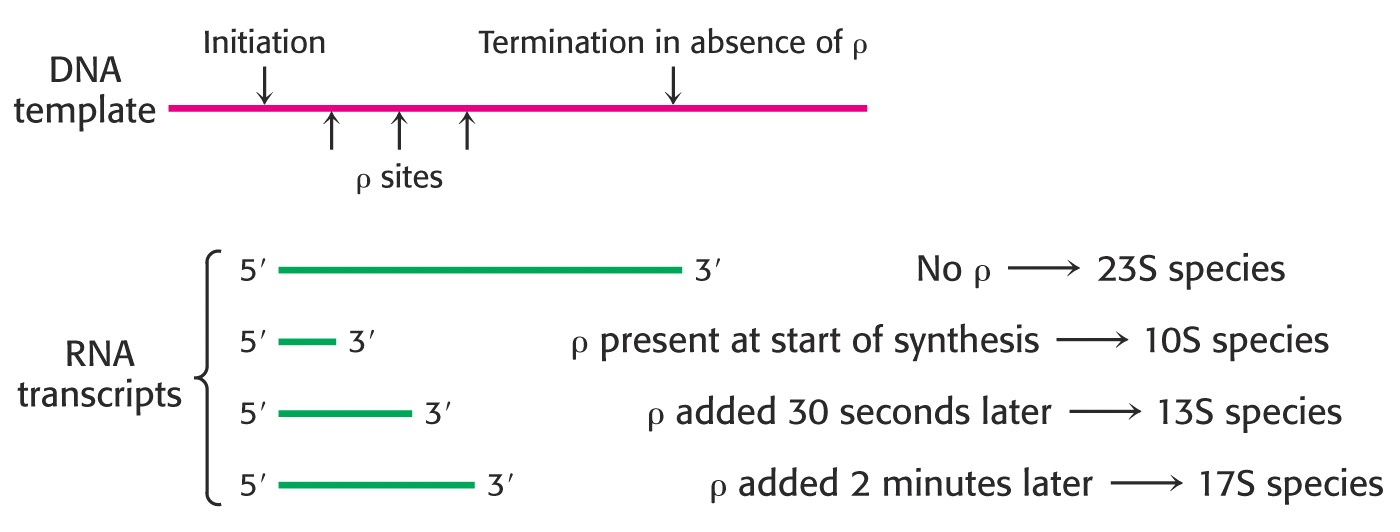 Initiation
Termination in absence of ρ
DNA
template
ρ sites
5′ 3′ No ρ → 23S species
5′ 3′ ρ present at start of synthesis → 10S species
RNA
transcripts
5′ 3′ ρ added 30 seconds later → 13S species
5′ 3′ ρ added 2 minutes later → 17S species